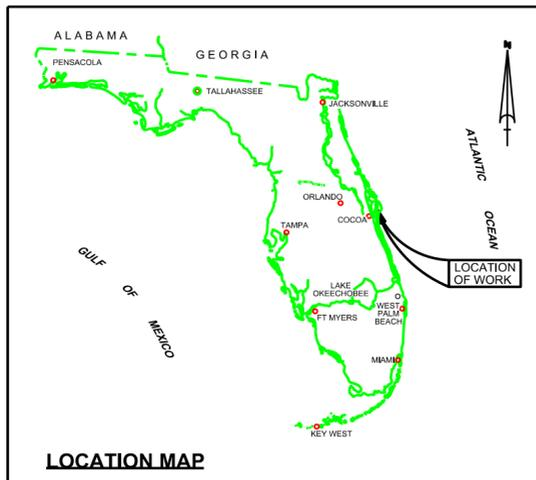 ALABAMA
GEORGIA
PENSACOLA
TALLAHASSEE
JACKSONVILLE
N
ATLANTIC
OCEAN
ORLANDO
COCOA
TAMPA
GULF
OF
MEXICO
LOCATION
OF WORK
LAKE
OKEECHOBEE
WEST
PALM
BEACH
FT MYERS
MIAMI
KEY WEST
LOCATION MAP